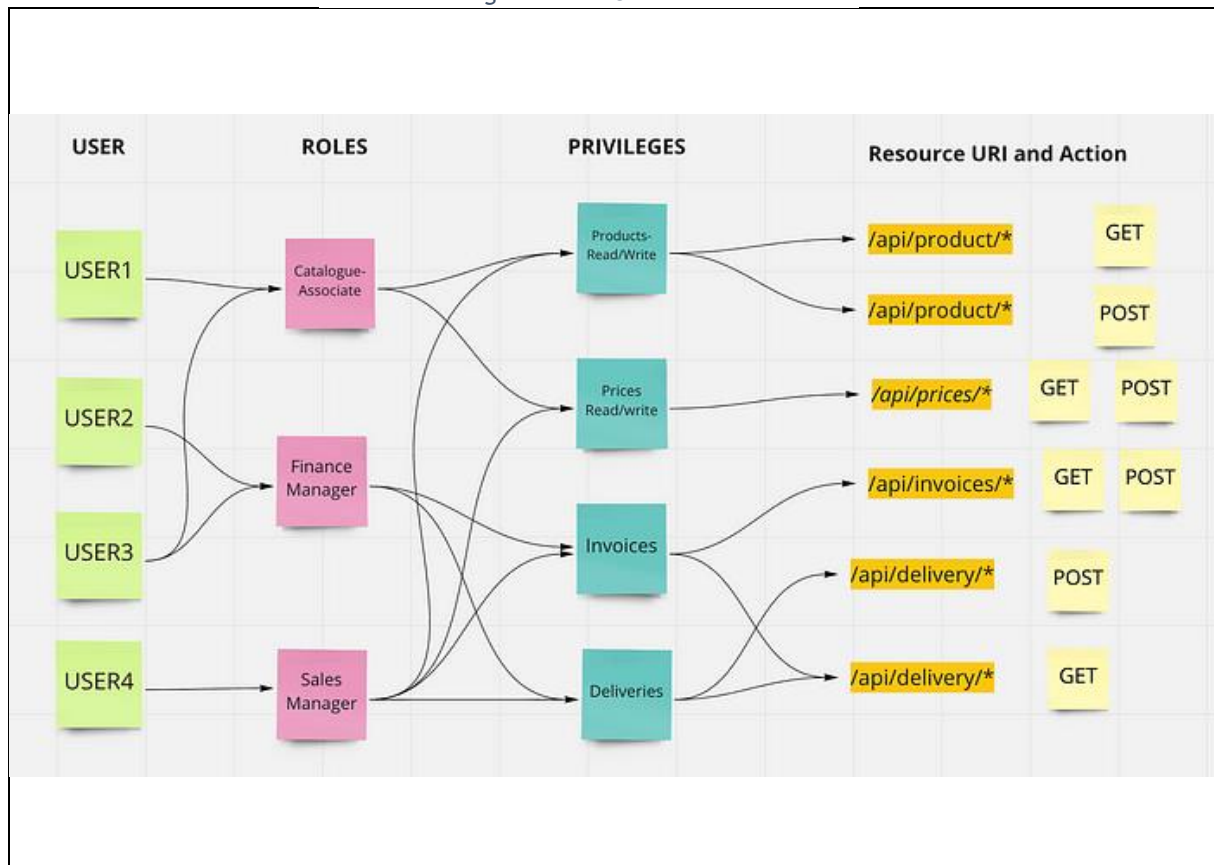 USER
ROLES
PRIVILEGES
Resource URI and Action
USER1
USER2
USER3
USER4
Catalogue-
Associate
Finance
Manager
Sales
Manager
Products-
Read/Write
Prices
Read/write
Invoices
Deliveries
/api/product/*
GET
/api/product/*
POST
/api/prices/*
GET
POST
/api/invoices/*
GET
POST
/api/delivery/*
POST
/api/delivery/*
GET